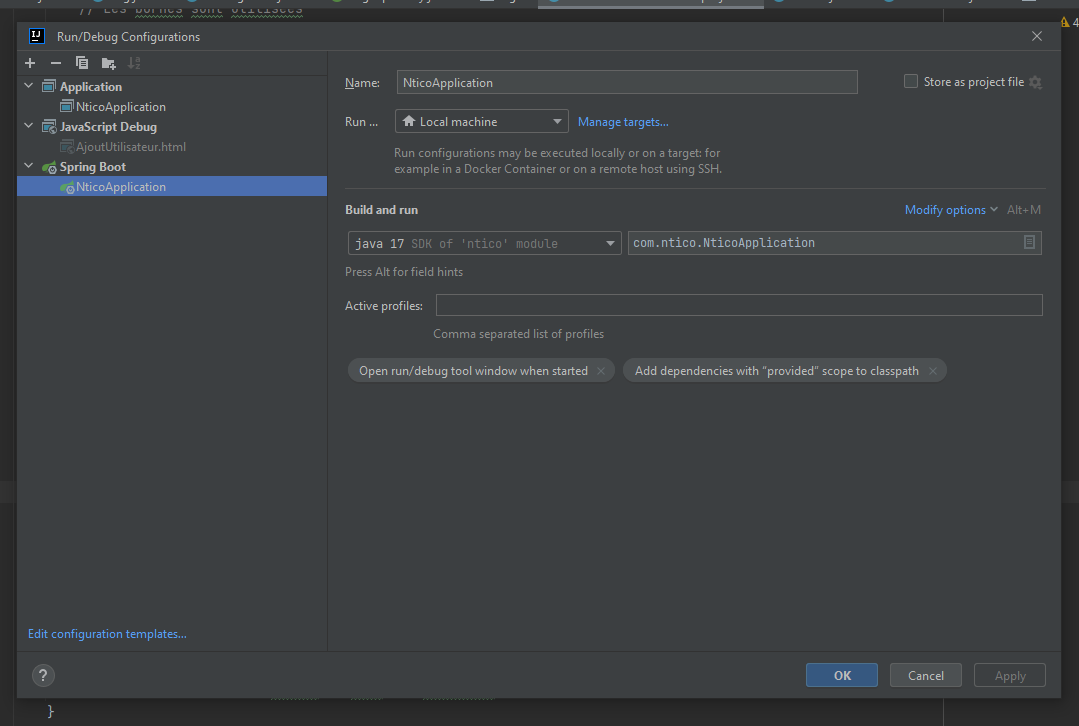 // Les bornes sont utilisées
4
Run/Debug Configurations
Application
NticoApplication
JavaScript Debug
AjoutUtilisateur.html
Spring Boot
NticoApplication
Edit configuration templates...
Name: NticoApplication
Store as project file
Run ... Local machine Manage targets...
Run configurations may be executed locally or on a target: for
example in a Docker Container or on a remote host using SSH.
Build and run
Modify options Alt+M
java 17 SDK of 'ntico' module
com.ntico.NticoApplication
Press Alt for field hints
Active profiles:
Comma separated list of profiles
Open run/debug tool window when started
Add dependencies with “provided” scope to classpath
?
OK
Cancel
Apply
}